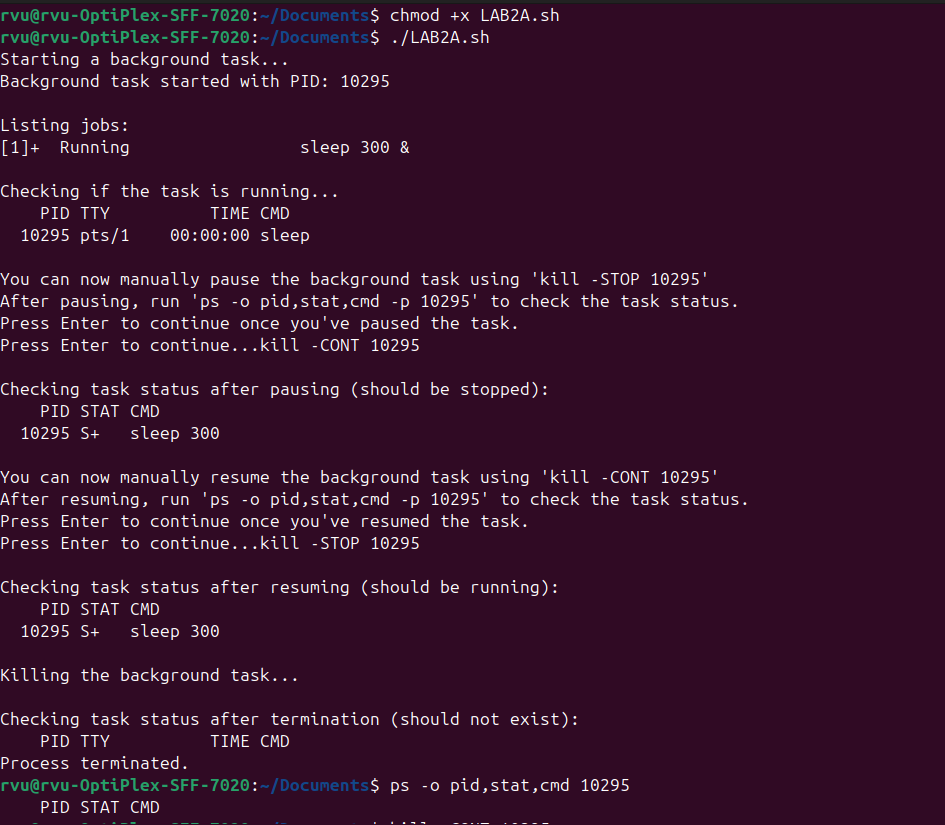 rvu@rvu-OptiPlex-SFF-7020:~/Documents$ chmod +x LAB2A.sh
rvu@rvu-OptiPlex-SFF-7020:~/Documents$ ./LAB2A.sh
Starting a background task...
Background task started with PID: 10295
Listing jobs:
[1]+  Running                 sleep 300 &
Checking if the task is running...
    PID TTY          TIME CMD
  10295 pts/1    00:00:00 sleep
You can now manually pause the background task using 'kill -STOP 10295'
After pausing, run 'ps -o pid,stat,cmd -p 10295' to check the task status.
Press Enter to continue once you've paused the task.
Press Enter to continue...kill -CONT 10295
Checking task status after pausing (should be stopped):
    PID STAT CMD
  10295 S+   sleep 300
You can now manually resume the background task using 'kill -CONT 10295'
After resuming, run 'ps -o pid,stat,cmd -p 10295' to check the task status.
Press Enter to continue once you've resumed the task.
Press Enter to continue...kill -STOP 10295
Checking task status after resuming (should be running):
    PID STAT CMD
  10295 S+   sleep 300
Killing the background task...
Checking task status after termination (should not exist):
    PID TTY          TIME CMD
Process terminated.
rvu@rvu-OptiPlex-SFF-7020:~/Documents$ ps -o pid,stat,cmd 10295
    PID STAT CMD